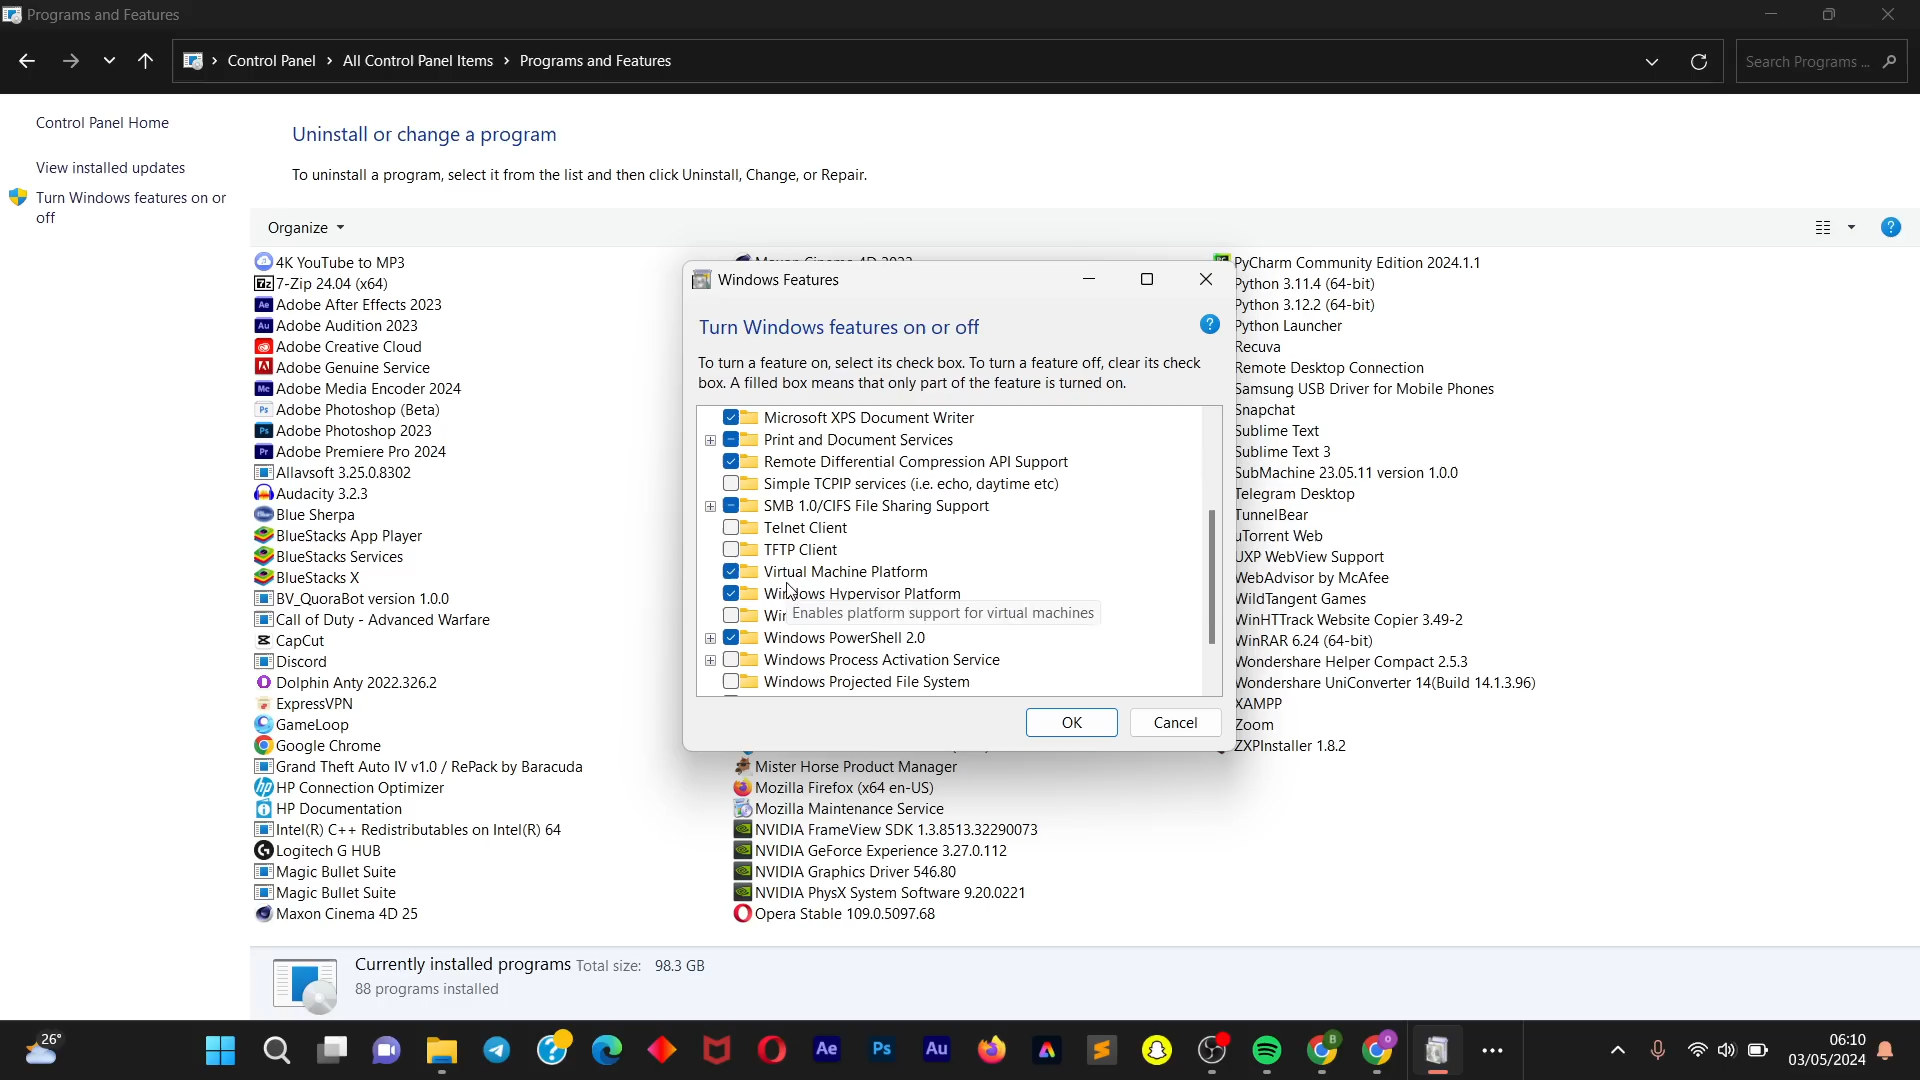 Programs and Features
Control Panel
All Control Panel Items
Programs and Features
Search Programs ...
Control Panel Home
View installed updates
Turn Windows features on or
off
Uninstall or change a program
To uninstall a program, select it from the list and then click Uninstall, Change, or Repair.
Organize
4K YouTube to MP3
7-Zip 24.04 (x64)
Adobe After Effects 2023
Adobe Audition 2023
Adobe Creative Cloud
Adobe Genuine Service
Adobe Media Encoder 2024
Adobe Photoshop (Beta)
Adobe Photoshop 2023
Adobe Premiere Pro 2024
Allavsoft 3.25.0.8302
Audacity 3.2.3
Blue Sherpa
BlueStacks App Player
BlueStacks Services
BlueStacks X
BV_QuoraBot version 1.0.0
Call of Duty - Advanced Warfare
CapCut
Discord
Dolphin Anty 2022.326.2
ExpressVPN
GameLoop
Google Chrome
Grand Theft Auto IV v1.0 / RePack by Baracuda
HP Connection Optimizer
HP Documentation
Intel(R) C++ Redistributables on Intel(R) 64
Logitech G HUB
Magic Bullet Suite
Magic Bullet Suite
Maxon Cinema 4D 25
Maxon Cinema 4D 2023
Windows Features
Turn Windows features on or off
To turn a feature on, select its check box. To turn a feature off, clear its check
box. A filled box means that only part of the feature is turned on.
Microsoft XPS Document Writer
Print and Document Services
Remote Differential Compression API Support
Simple TCPIP services (i.e. echo, daytime etc)
SMB 1.0/CIFS File Sharing Support
Telnet Client
TFTP Client
Virtual Machine Platform
Windows Hypervisor Platform
Win
Enables platform support for virtual machines
Windows PowerShell 2.0
Windows Process Activation Service
Windows Projected File System
OK
Cancel
Mister Horse Product Manager
Mozilla Firefox (x64 en-US)
Mozilla Maintenance Service
NVIDIA FrameView SDK 1.3.8513.32290073
NVIDIA GeForce Experience 3.27.0.112
NVIDIA Graphics Driver 546.80
NVIDIA PhysX System Software 9.20.0221
Opera Stable 109.0.5097.68
PyCharm Community Edition 2024.1.1
Python 3.11.4 (64-bit)
Python 3.12.2 (64-bit)
Python Launcher
Recuva
Remote Desktop Connection
Samsung USB Driver for Mobile Phones
Snapchat
Sublime Text
Sublime Text 3
SubMachine 23.05.11 version 1.0.0
Telegram Desktop
TunnelBear
uTorrent Web
UXP WebView Support
WebAdvisor by McAfee
WildTangent Games
WinHTTrack Website Copier 3.49-2
WinRAR 6.24 (64-bit)
Wondershare Helper Compact 2.5.3
Wondershare UniConverter 14(Build 14.1.3.96)
XAMPP
Zoom
ZXPInstaller 1.8.2
Currently installed programs Total size: 98.3 GB
88 programs installed
26°
Ae
Ps
Au
B
O
06:10
03/05/2024